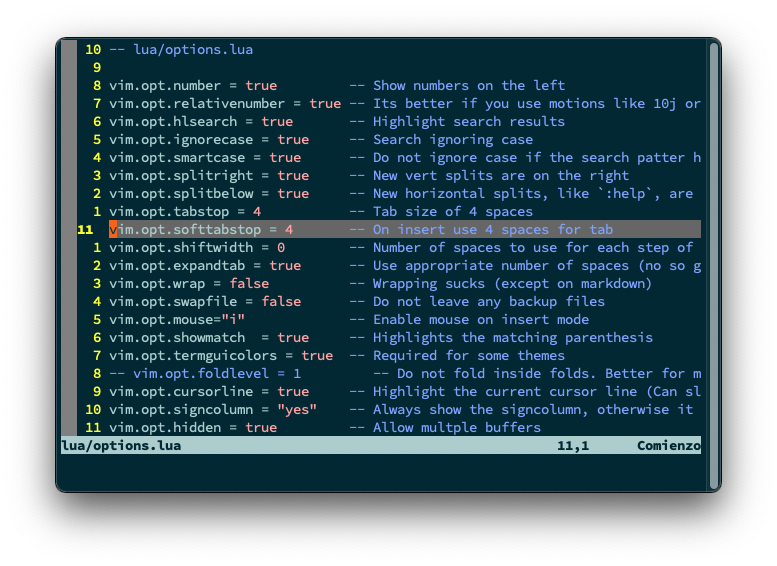 10 -- lua/options.lua
9
8 vim.opt.number = true -- Show numbers on the left
7 vim.opt.relativenumber = true -- Its better if you use motions like 10j or
6 vim.opt.hlsearch = true -- Highlight search results
5 vim.opt.ignorecase = true -- Search ignoring case
4 vim.opt.smartcase = true -- Do not ignore case if the search patter h
3 vim.opt.splitright = true -- New vert splits are on the right
2 vim.opt.splitbelow = true -- New horizontal splits, like `:help`, are
1 vim.opt.tabstop = 4 -- Tab size of 4 spaces
11 vim.opt.softtabstop = 4 -- On insert use 4 spaces for tab
1 vim.opt.shiftwidth = 0 -- Number of spaces to use for each step of
2 vim.opt.expandtab = true -- Use appropriate number of spaces (no so g
3 vim.opt.wrap = false -- Wrapping sucks (except on markdown)
4 vim.opt.swapfile = false -- Do not leave any backup files
5 vim.opt.mouse="i" -- Enable mouse on insert mode
6 vim.opt.showmatch  = true -- Highlights the matching parenthesis
7 vim.opt.termguicolors = true -- Required for some themes
8 -- vim.opt.foldlevel = 1 -- Do not fold inside folds. Better for m
9 vim.opt.cursorline = true -- Highlight the current cursor line (Can sl
10 vim.opt.signcolumn = "yes" -- Always show the signcolumn, otherwise it
11 vim.opt.hidden = true -- Allow multple buffers
lua/options.lua 11,1 Comienzo